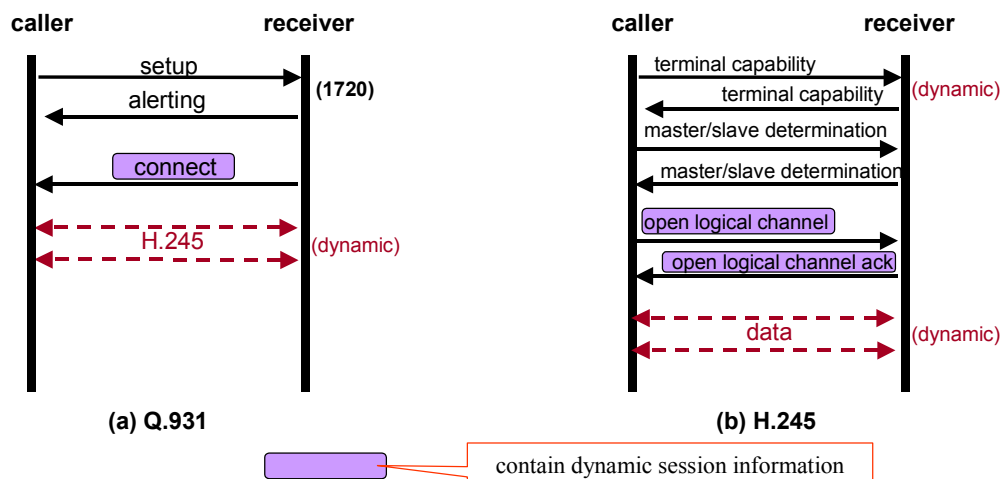 caller receiver
setup
(1720)
alerting
connect
H.245
(dynamic)
(a) Q.931
caller receiver
terminal capability
(dynamic)
terminal capability
master/slave determination
master/slave determination
open logical channel
open logical channel ack
data
(dynamic)
(b) H.245
contain dynamic session information